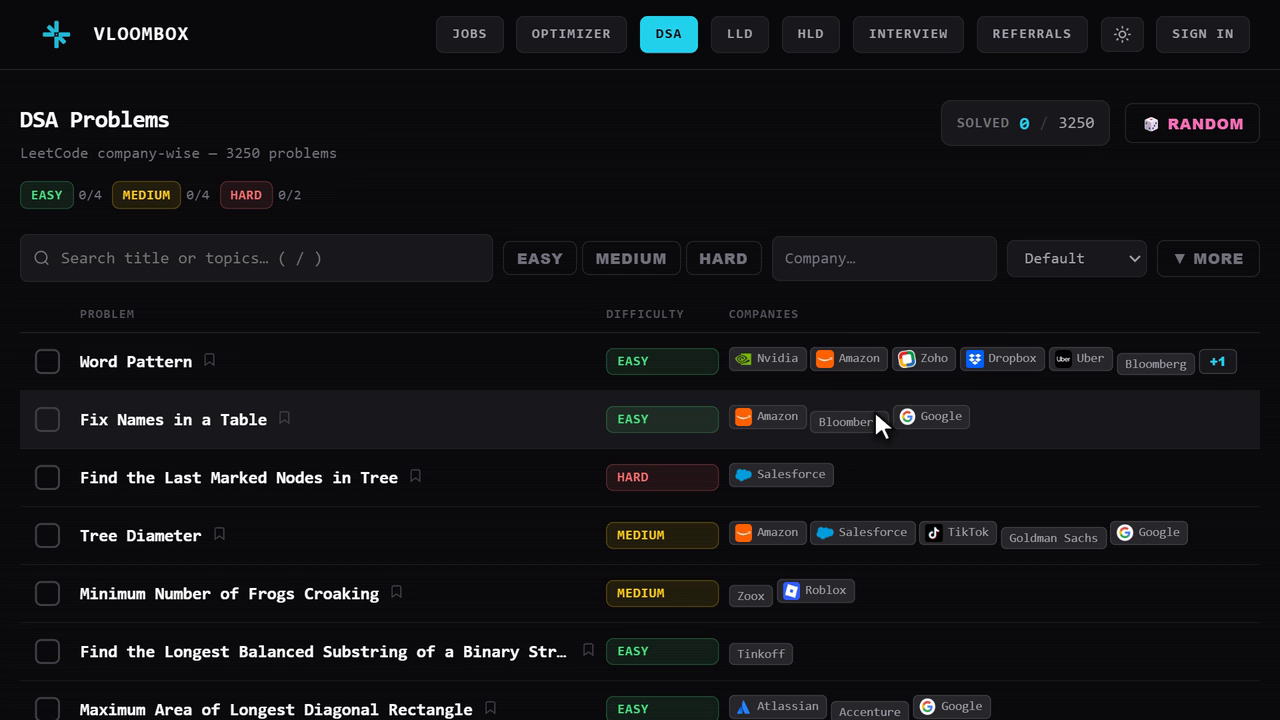 VLOOMBOX JOBS OPTIMIZER DSA LLD HLD INTERVIEW REFERRALS SIGN IN
DSA Problems
SOLVED 0 / 3250 RANDOM
LeetCode company-wise — 3250 problems
EASY 0/4 MEDIUM 0/4 HARD 0/2
Search title or topics… ( / ) EASY MEDIUM HARD Company… Default ▼ MORE
PROBLEM DIFFICULTY COMPANIES
Word Pattern EASY Nvidia Amazon Zoho Dropbox Uber Uber Bloomberg +1
Fix Names in a Table EASY Amazon Bloomber Google
Find the Last Marked Nodes in Tree HARD Salesforce
Tree Diameter MEDIUM Amazon Salesforce TikTok Goldman Sachs Google
Minimum Number of Frogs Croaking MEDIUM Zoox Roblox
Find the Longest Balanced Substring of a Binary Str… EASY Tinkoff
Maximum Area of Longest Diagonal Rectangle EASY Atlassian Accenture Google